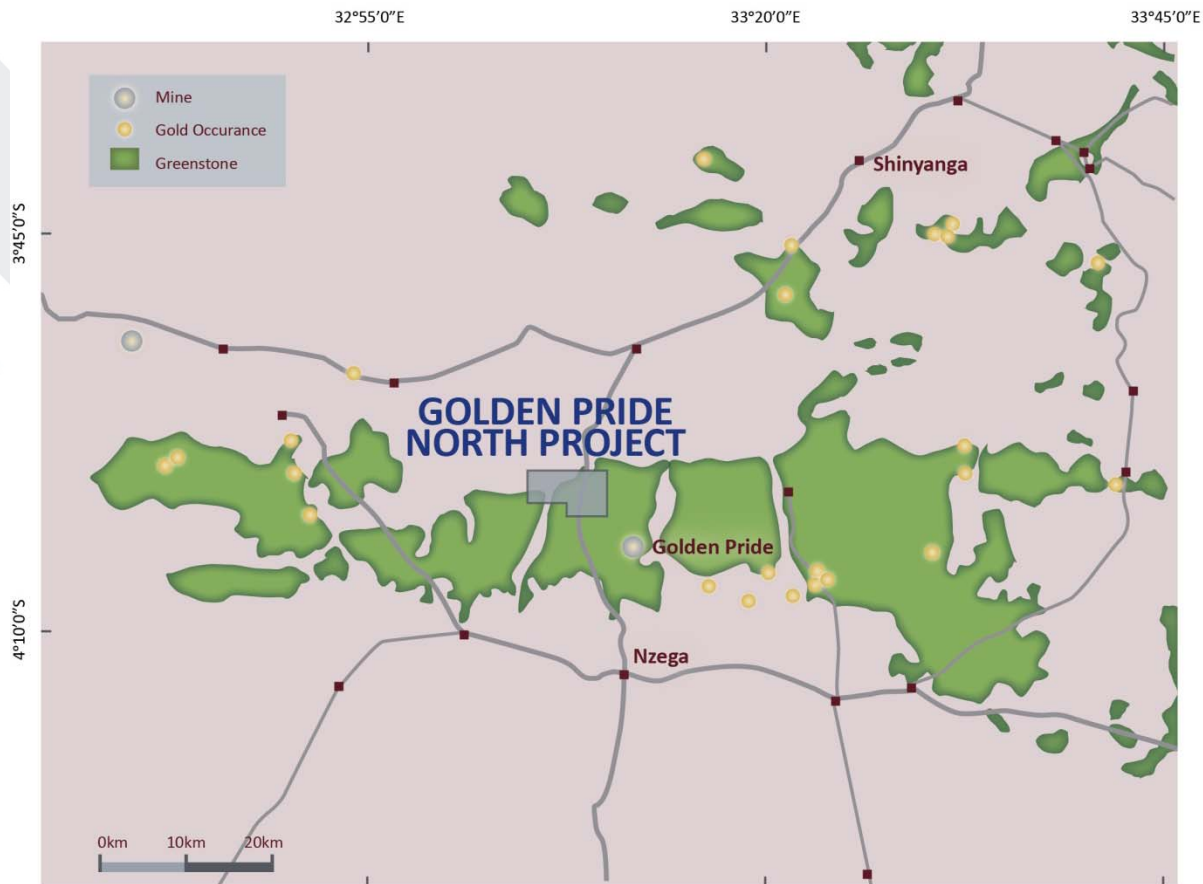 32°55’0”E
33°20’0”E
33°45’0”E
Mine
Gold Occurance
Greenstone
Shinyanga
3°45’0”S
GOLDEN PRIDE
NORTH PROJECT
Golden Pride
4°10’0”S
Nzega
0km 10km 20km